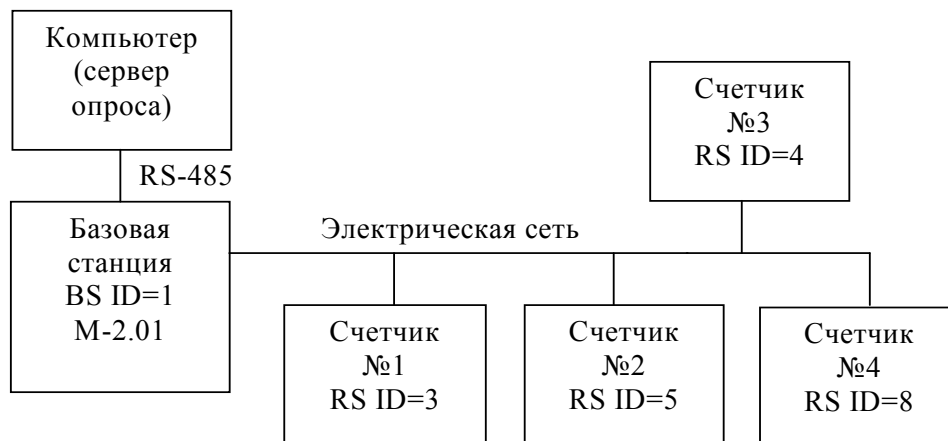 Компьютер
(сервер
опроса)
RS-485
Базовая
станция
BS ID=1
М-2.01
Электрическая сеть
Счетчик
№3
RS ID=4
Счетчик
№1
RS ID=3
Счетчик
№2
RS ID=5
Счетчик
№4
RS ID=8